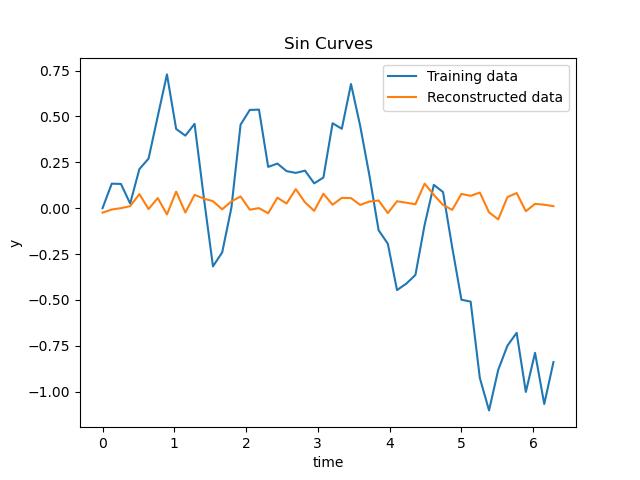 Sin Curves
Training data
Reconstructed data
0.75
0.50
0.25
0.00
−0.25
−0.50
−0.75
−1.00
y
0 1 2 3 4 5 6
time